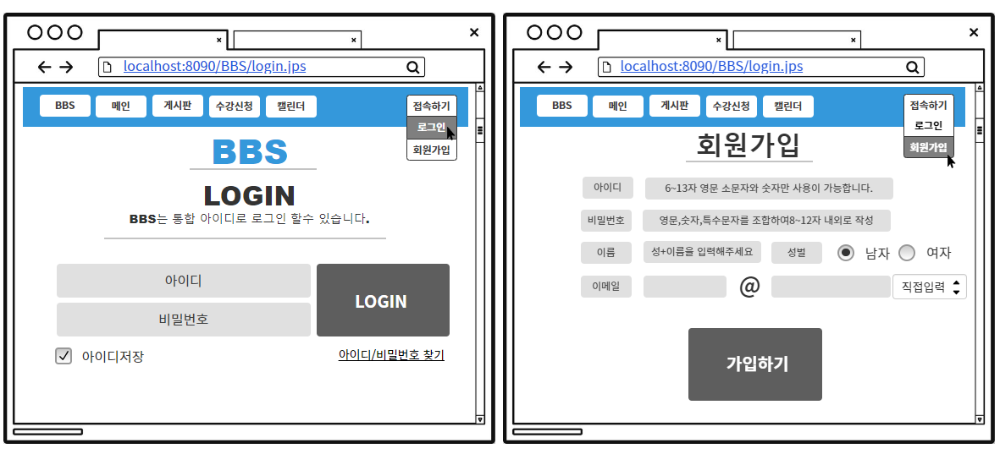 localhost:8090/BBS/login.jps
BBS 메인 게시판 수강신청 캘린더 접속하기
로그인
회원가입
BBS
LOGIN
BBS는 통합 아이디로 로그인 할수 있습니다.
아이디
비밀번호
LOGIN
아이디저장
아이디/비밀번호 찾기
localhost:8090/BBS/login.jps
BBS 메인 게시판 수강신청 캘린더 접속하기
로그인
회원가입
회원가입
아이디 6~13자 영문 소문자와 숫자만 사용이 가능합니다.
비밀번호 영문,숫자,특수문자를 조합하여8~12자 내외로 작성
이름 성+이름을 입력해주세요 성별 남자 여자
이메일 @ 직접입력
가입하기